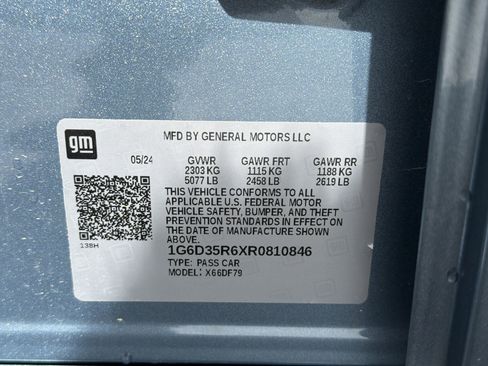 gm
MFD BY GENERAL MOTORS LLC
05/24 GVWR GAWR FRT GAWR RR
2303 KG 1115 KG 1188 KG
5077 LB 2458 LB 2619 LB
THIS VEHICLE CONFORMS TO ALL
APPLICABLE U.S. FEDERAL MOTOR
VEHICLE SAFETY, BUMPER, AND THEFT
PREVENTION STANDARDS IN EFFECT ON
THE DATE OF MANUFACTURE SHOWN
ABOVE.
138H
1G6D35R6XR0810846
TYPE: PASS CAR
MODEL: X66DF79